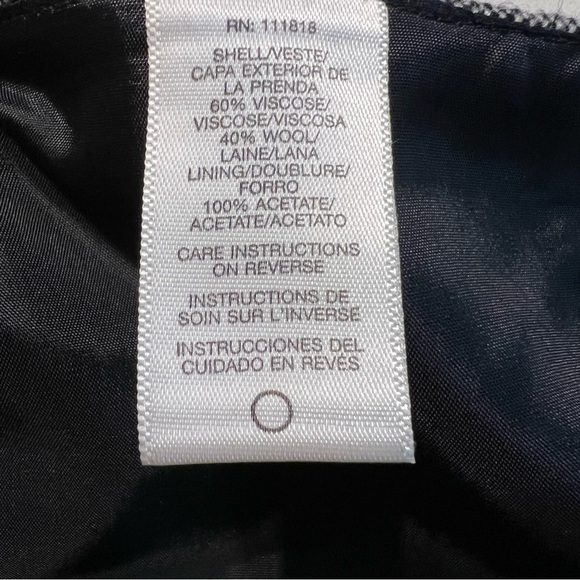 RN: 111818
SHELL/VESTE/
CAPA EXTERIOR DE
LA PRENDA
60% VISCOSE/
VISCOSE/VISCOSA
40% WOOL/
LAINE/LANA
LINING/DOUBLURE/
FORRO
100% ACETATE/
ACETATE/ACETATO
CARE INSTRUCTIONS
ON REVERSE
INSTRUCTIONS DE
SOIN SUR L'INVERSE
INSTRUCCIONES DEL
CUIDADO EN REVÉS